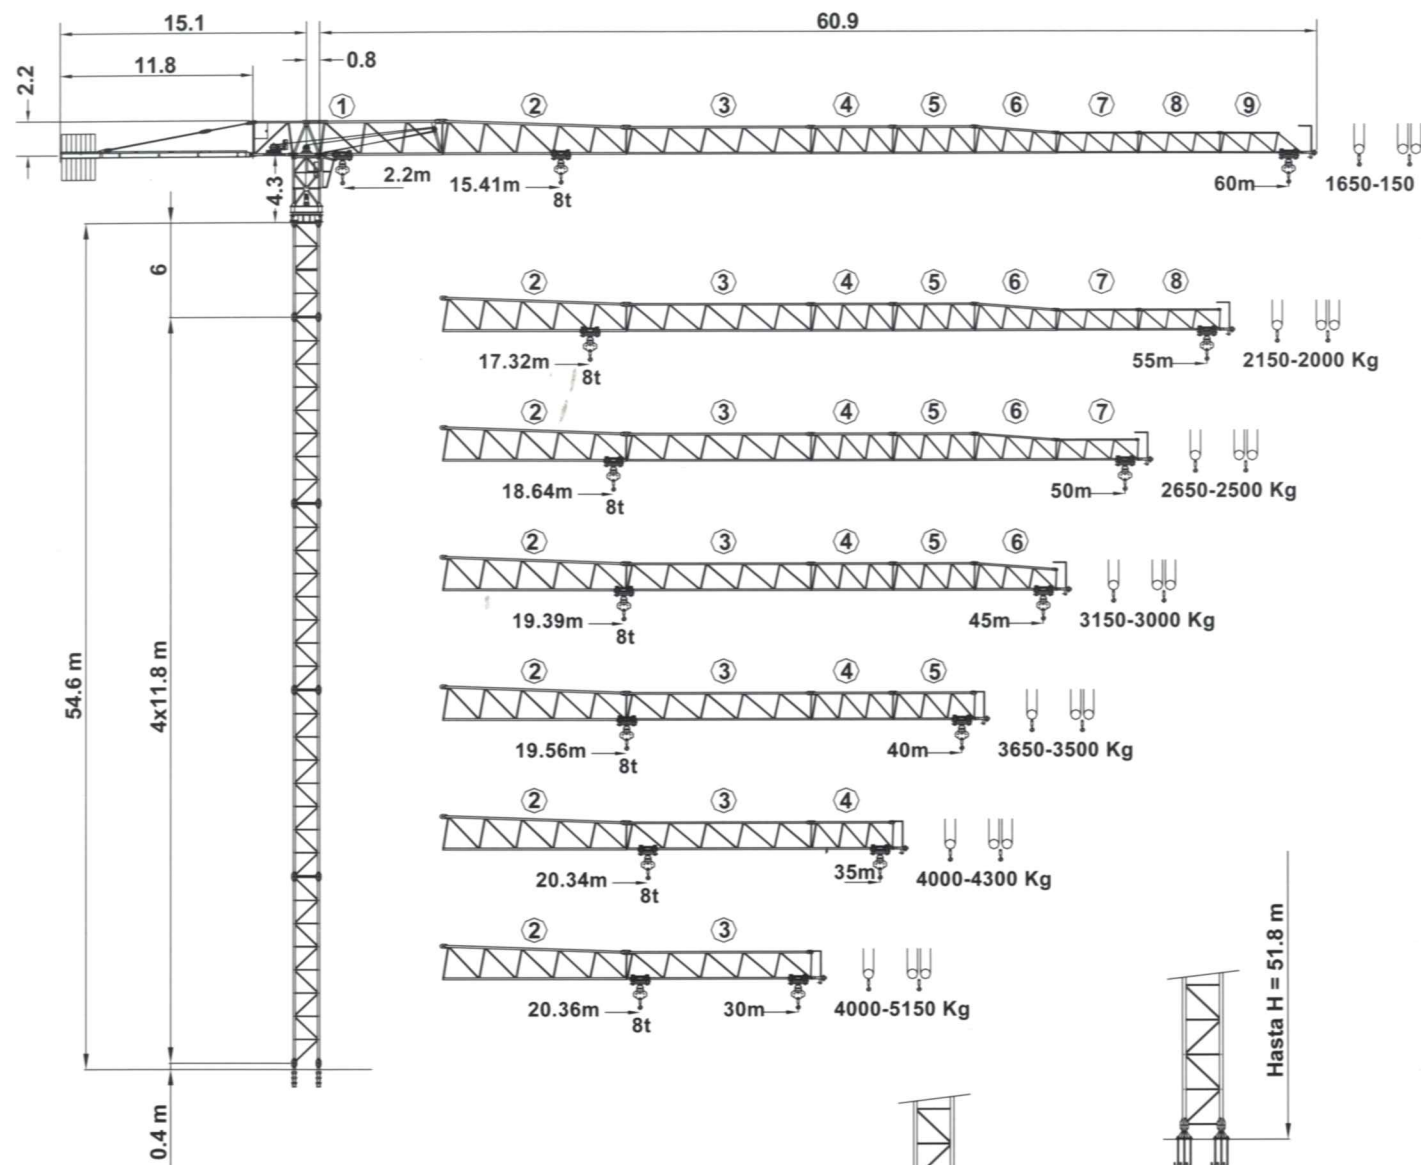 15.1
60.9
11.8
0.8
2.2
1 2 3 4 5 6 7 8 9
4.3
2.2m
15.41m
8t
60m
1650-150
6
2 3 4 5 6 7 8
17.32m
8t
55m
2150-2000 Kg
2 3 4 5 6 7
18.64m
8t
50m
2650-2500 Kg
2 3 4 5 6
19.39m
8t
45m
3150-3000 Kg
54.6 m
4x11.8 m
2 3 4 5
19.56m
8t
40m
3650-3500 Kg
2 3 4
20.34m
8t
35m
4000-4300 Kg
2 3
20.36m
8t
30m
4000-5150 Kg
Hasta H = 51.8 m
0.4 m